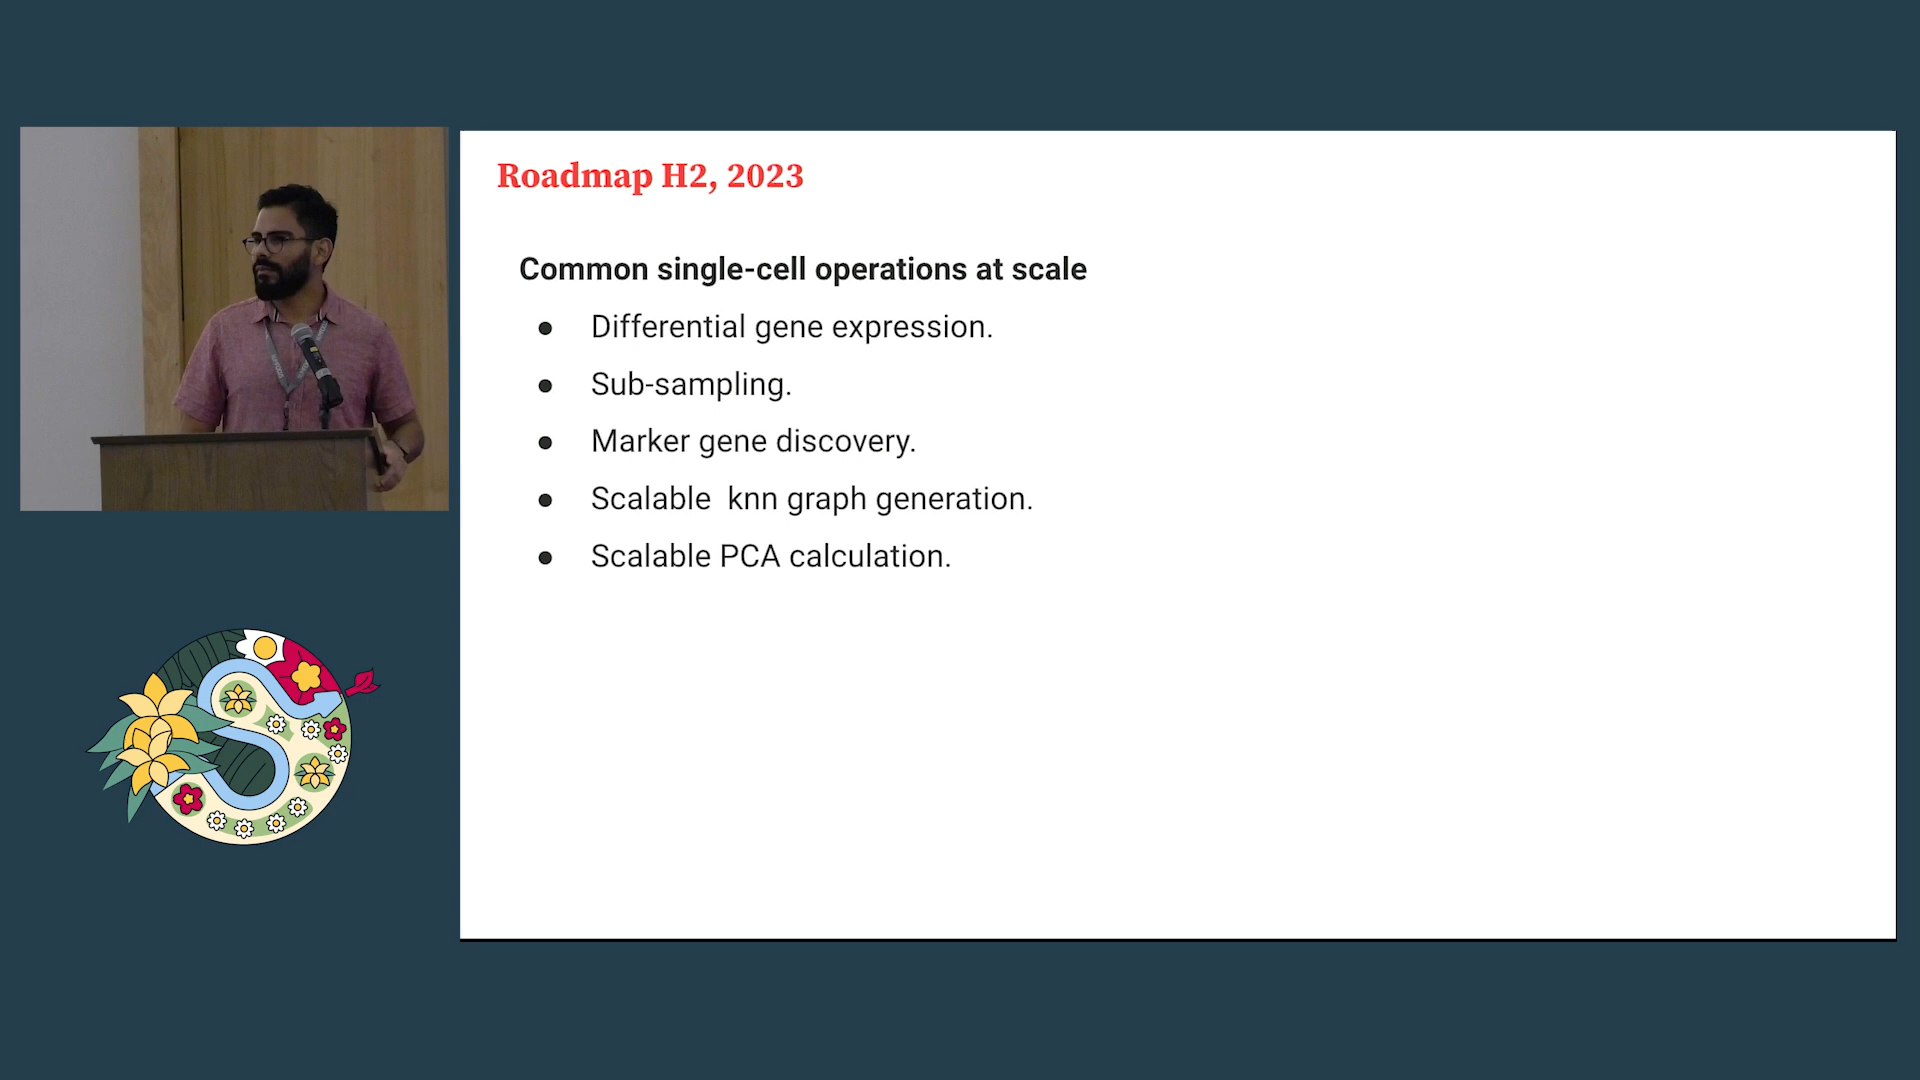 Roadmap H2, 2023
Common single-cell operations at scale
● Differential gene expression.
● Sub-sampling.
● Marker gene discovery.
● Scalable  knn graph generation.
● Scalable PCA calculation.